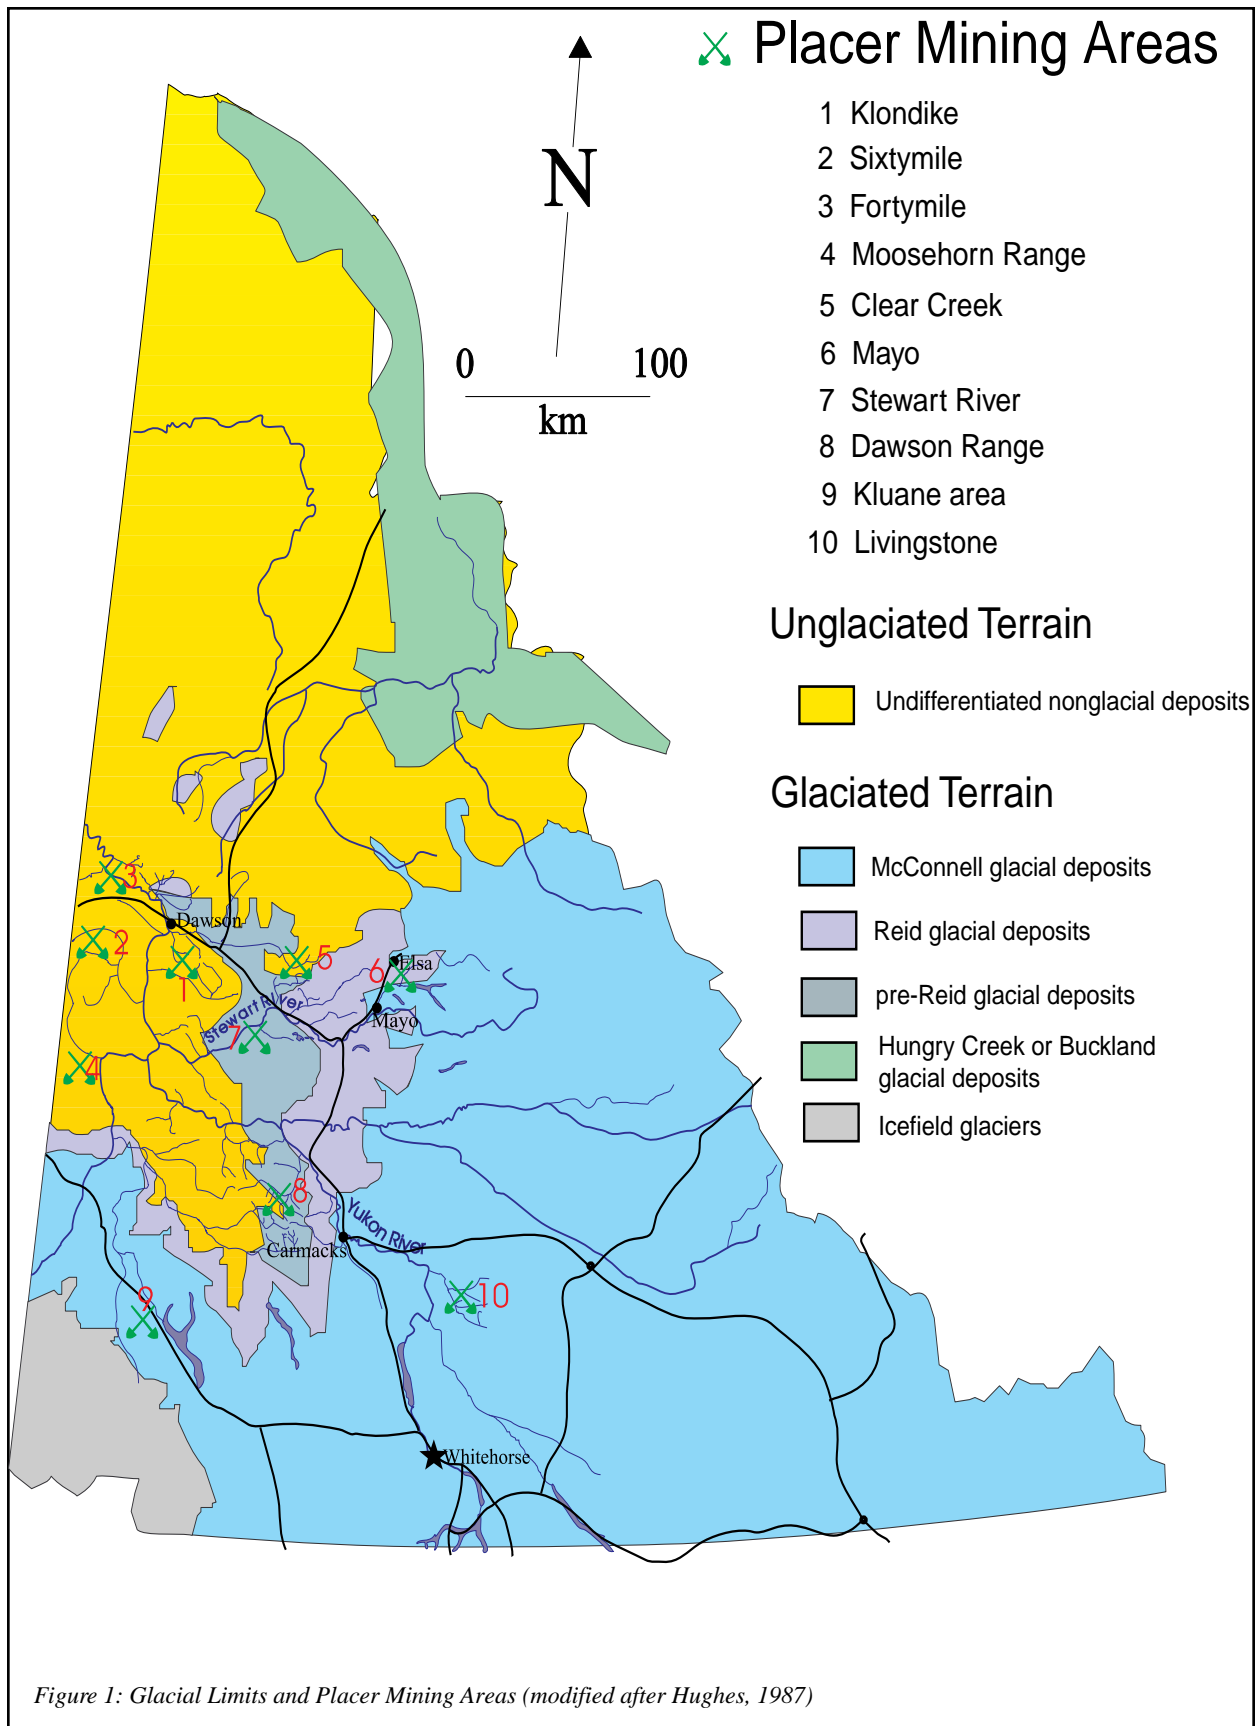 Placer Mining Areas
1 Klondike
2 Sixtymile
3 Fortymile
4 Moosehorn Range
5 Clear Creek
6 Mayo
7 Stewart River
8 Dawson Range
9 Kluane area
10 Livingstone
N
0 100
km
Unglaciated Terrain
Undifferentiated nonglacial deposits
Glaciated Terrain
McConnell glacial deposits
Reid glacial deposits
pre-Reid glacial deposits
Hungry Creek or Buckland
glacial deposits
Icefield glaciers
3
Dawson
2
1
5
6
Elsa
Stewart River
7
Mayo
4
8
Yukon River
Carmacks
9
10
Whitehorse
Figure 1: Glacial Limits and Placer Mining Areas (modified after Hughes, 1987)